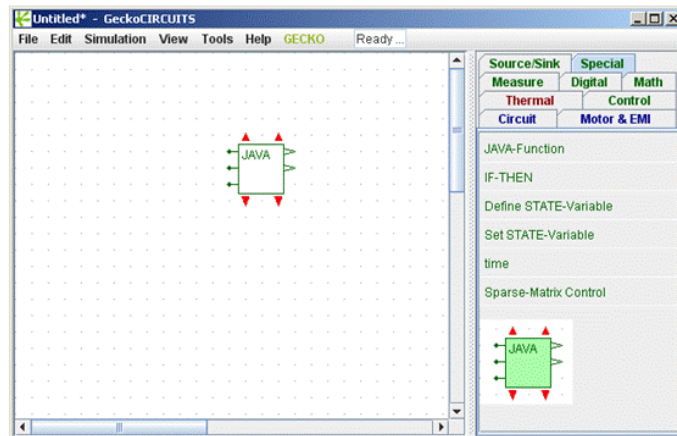 Untitled* - GeckoCIRCUITS
File Edit Simulation View Tools Help GECKO Ready ...
Source/Sink Special
Measure Digital Math
Thermal Control
Circuit Motor & EMI
JAVA
JAVA-Function
IF-THEN
Define STATE-Variable
Set STATE-Variable
time
Sparse-Matrix Control
JAVA